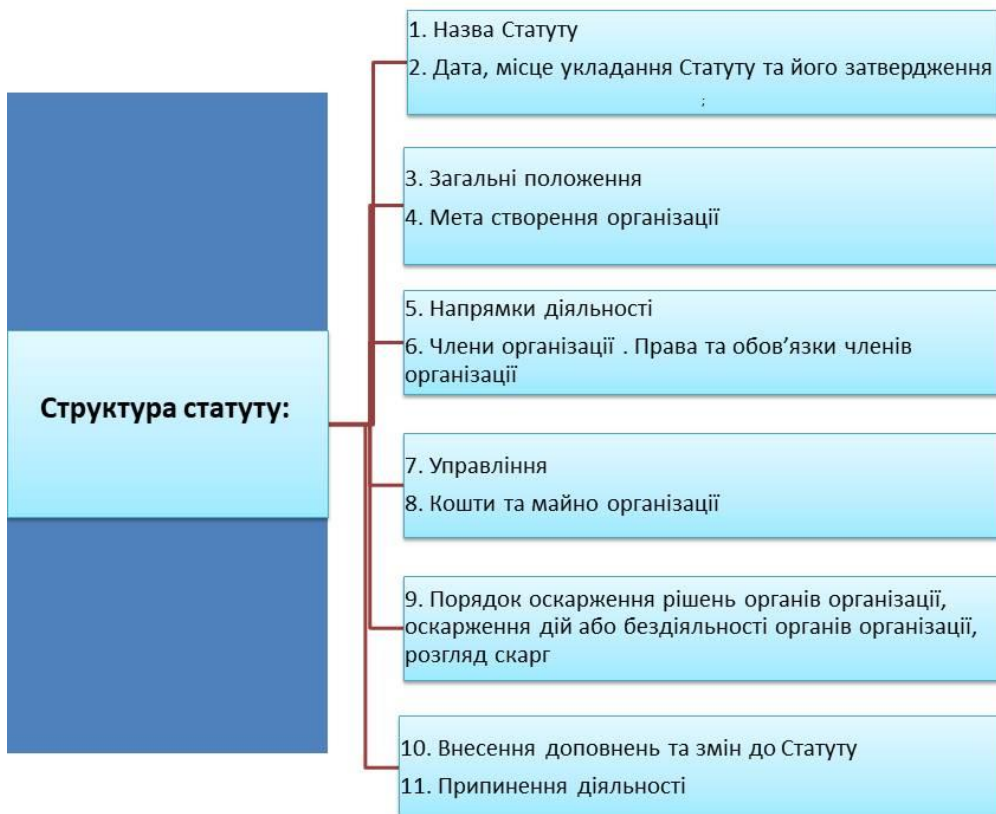 1. Назва Статуту
2. Дата, місце укладання Статуту та його затвердження
;
3. Загальні положення
4. Мета створення організації
5. Напрямки діяльності
6. Члени організації . Права та обов’язки членів
організації
Структура статуту:
7. Управління
8. Кошти та майно організації
9. Порядок оскарження рішень органів організації,
оскарження дій або бездіяльності органів організації,
розгляд скарг
10. Внесення доповнень та змін до Статуту
11. Припинення діяльності